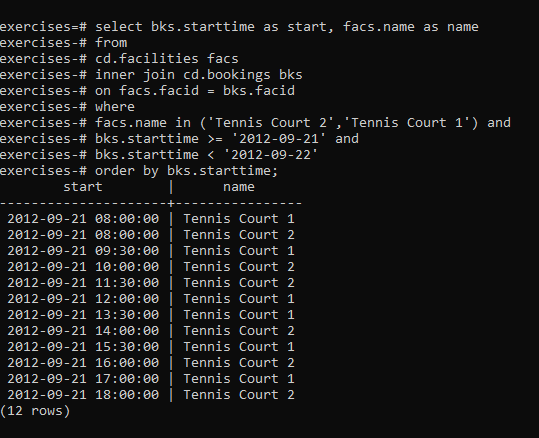 exercises=# select bks.starttime as start, facs.name as name
exercises-# from
exercises-# cd.facilities facs
exercises-# inner join cd.bookings bks
exercises-# on facs.facid = bks.facid
exercises-# where
exercises-# facs.name in ('Tennis Court 2','Tennis Court 1') and
exercises-# bks.starttime >= '2012-09-21' and
exercises-# bks.starttime < '2012-09-22'
exercises-# order by bks.starttime;
        start        |      name
---------------------+----------------
 2012-09-21 08:00:00 | Tennis Court 1
 2012-09-21 08:00:00 | Tennis Court 2
 2012-09-21 09:30:00 | Tennis Court 1
 2012-09-21 10:00:00 | Tennis Court 2
 2012-09-21 11:30:00 | Tennis Court 2
 2012-09-21 12:00:00 | Tennis Court 1
 2012-09-21 13:30:00 | Tennis Court 1
 2012-09-21 14:00:00 | Tennis Court 2
 2012-09-21 15:30:00 | Tennis Court 1
 2012-09-21 16:00:00 | Tennis Court 2
 2012-09-21 17:00:00 | Tennis Court 1
 2012-09-21 18:00:00 | Tennis Court 2
(12 rows)